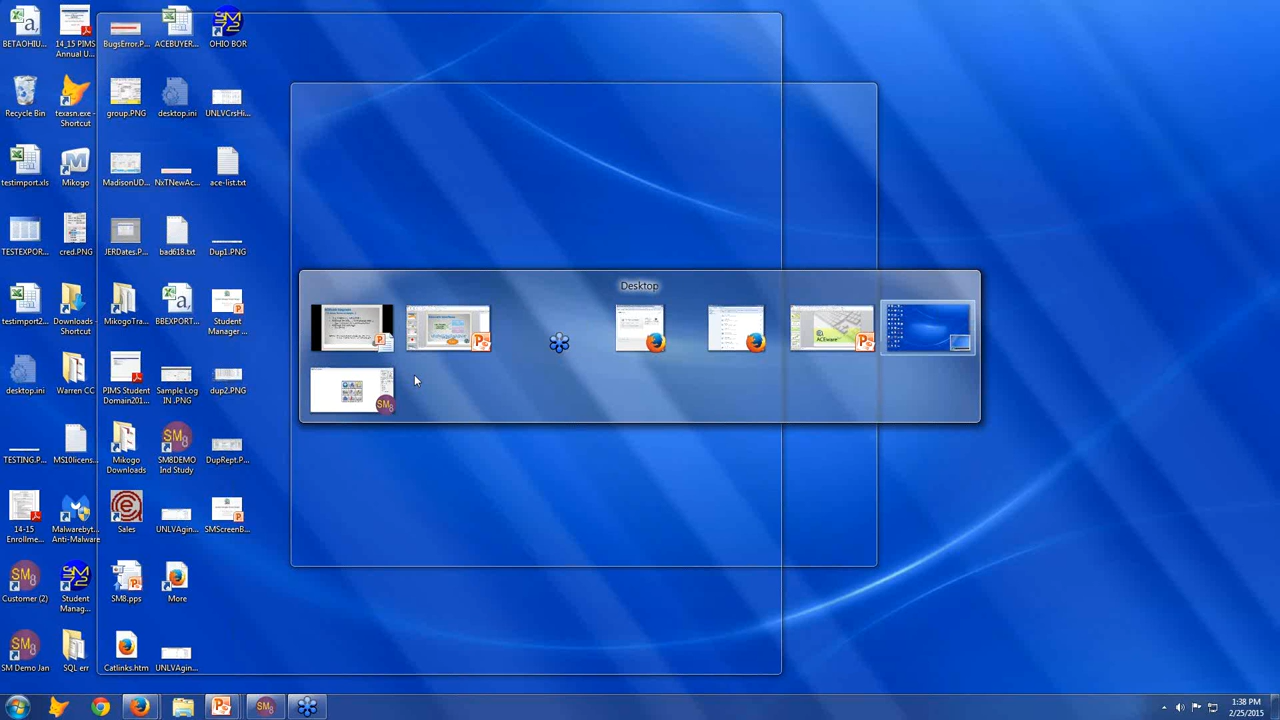 BETAOHIU...
14_15 PIMS
Annual U...
BugsError.P...
ACEBUYER...
OHIO BOR
Recycle Bin
texasn.exe -
Shortcut
group.PNG
desktop.ini
UNLVCrsHi...
testimport.xls
Mikogo
MadisonUD...
NxTNewAc...
ace-list.txt
TESTEXPOR...
cred.PNG
JERDates.P...
bad618.txt
Dup1.PNG
Desktop
testimport2...
Downloads -
Shortcut
MikogoTra...
BBEXPORT...
Student
Manager ...
desktop.ini
Warren CC
PIMS Student
Domain201...
Sample Log
IN .PNG
dup2.PNG
TESTING.P...
MS10licens...
Mikogo
Downloads
SM8DEMO
Ind Study
DupRept.P...
14-15
Enrollme...
Malwarebyt...
Anti-Malware
Sales
UNLVAgin...
SMScreenB...
Customer (2)
Student
Manag...
SM8.pps
More
SM Demo Jan
SQL err
Catlinks.htm
UNLVAgin...
ACEware
SM8
1:38 PM
2/25/2015